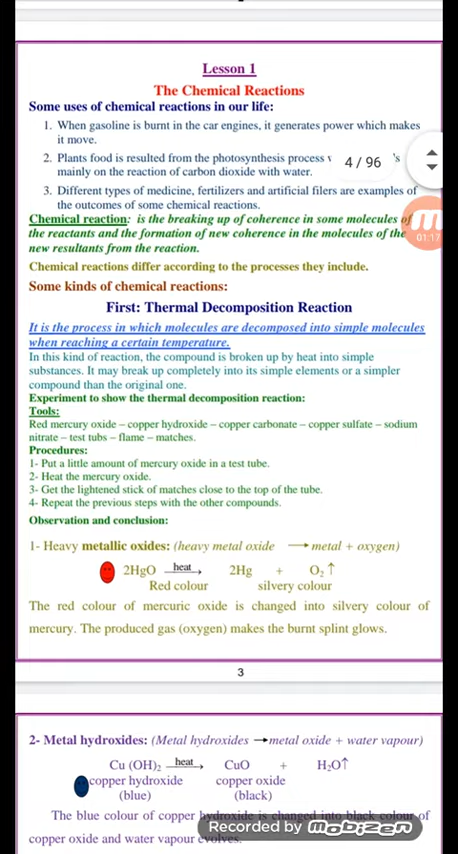 Lesson 1
The Chemical Reactions
Some uses of chemical reactions in our life:
1. When gasoline is burnt in the car engines, it generates power which makes
it move.
2. Plants food is resulted from the photosynthesis process
mainly on the reaction of carbon dioxide with water.
4 / 96
3. Different types of medicine, fertilizers and artificial filers are examples of
the outcomes of some chemical reactions.
Chemical reaction: is the breaking up of coherence in some molecules of
the reactants and the formation of new coherence in the molecules of the
new resultants from the reaction.
01:17
Chemical reactions differ according to the processes they include.
Some kinds of chemical reactions:
First: Thermal Decomposition Reaction
It is the process in which molecules are decomposed into simple molecules
when reaching a certain temperature.
In this kind of reaction, the compound is broken up by heat into simple
substances. It may break up completely into its simple elements or a simpler
compound than the original one.
Experiment to show the thermal decomposition reaction:
Tools:
Red mercury oxide – copper hydroxide – copper carbonate – copper sulfate – sodium
nitrate – test tubs – flame – matches.
Procedures:
1- Put a little amount of mercury oxide in a test tube.
2- Heat the mercury oxide.
3- Get the lightened stick of matches close to the top of the tube.
4- Repeat the previous steps with the other compounds.
Observation and conclusion:
1- Heavy metallic oxides: (heavy metal oxide → metal + oxygen)
2HgO heat→ 2Hg + O₂ ↑
Red colour silvery colour
The red colour of mercuric oxide is changed into silvery colour of
mercury. The produced gas (oxygen) makes the burnt splint glows.
3
2- Metal hydroxides: (Metal hydroxides →metal oxide + water vapour)
Cu (OH)₂ heat→ CuO + H₂O↑
copper hydroxide copper oxide
(blue) (black)
The blue colour of copper hydroxide is changed into black colour of
copper oxide and water vapour evolves.
Recorded by mobizen